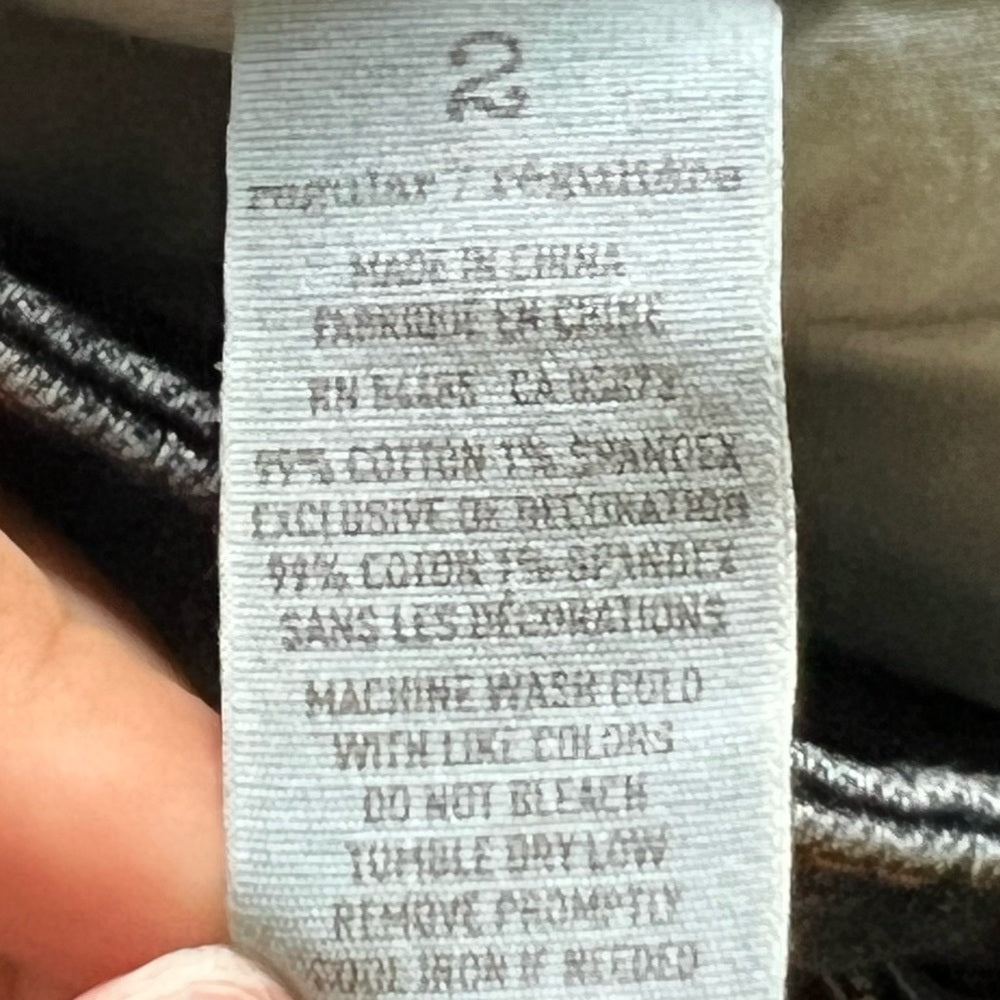 2
regular / régulière
MADE IN CHINA
FABRIQUÉ EN CHINE
RN CA
99% COTTON 1% SPANDEX
EXCLUSIVE OF DECORATION
99% COTON 1% SPANDEX
SANS LES DÉCORATIONS
MACHINE WASH COLD
WITH LIKE COLORS
DO NOT BLEACH
TUMBLE DRY LOW
REMOVE PROMPTLY
COOL IRON IF NEEDED